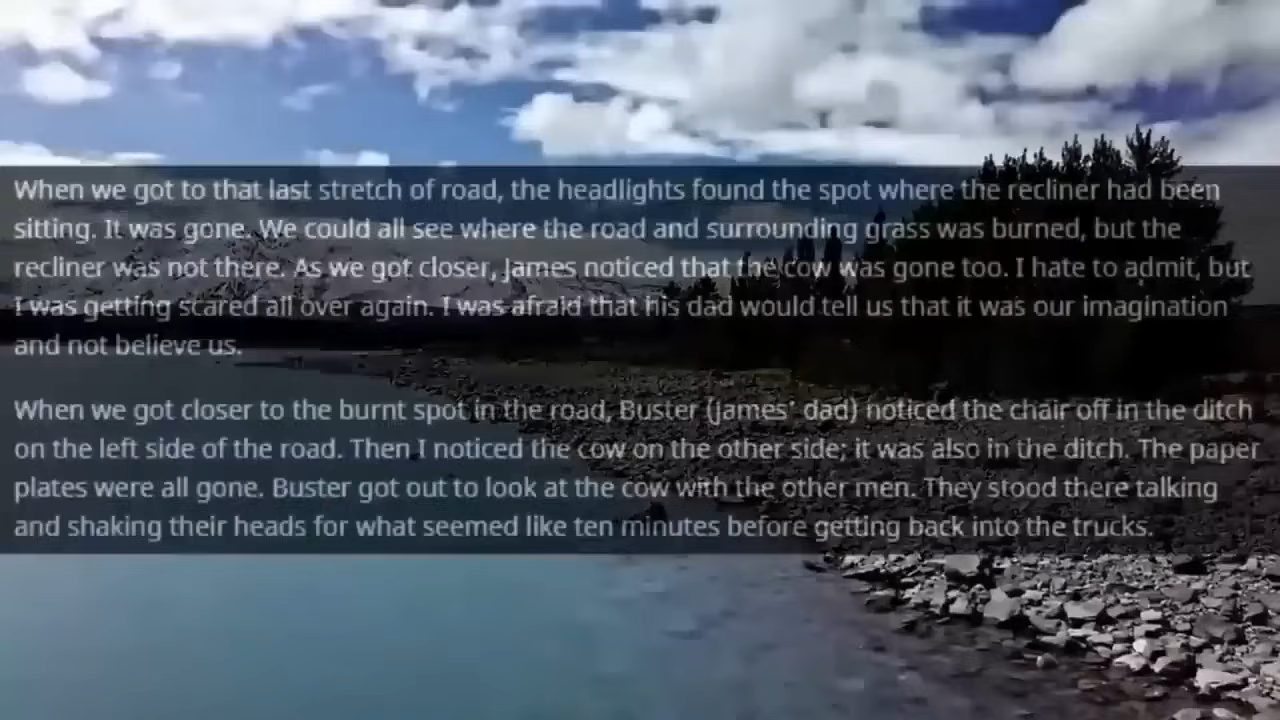 When we got to that last stretch of road, the headlights found the spot where the recliner had been
sitting. It was gone. We could all see where the road and surrounding grass was burned, but the
recliner was not there. As we got closer, James noticed that the cow was gone too. I hate to admit, but
I was getting scared all over again. I was afraid that his dad would tell us that it was our imagination
and not believe us.
When we got closer to the burnt spot in the road, Buster (James' dad) noticed the chair off in the ditch
on the left side of the road. Then I noticed the cow on the other side; it was also in the ditch. The paper
plates were all gone. Buster got out to look at the cow with the other men. They stood there talking
and shaking their heads for what seemed like ten minutes before getting back into the trucks.